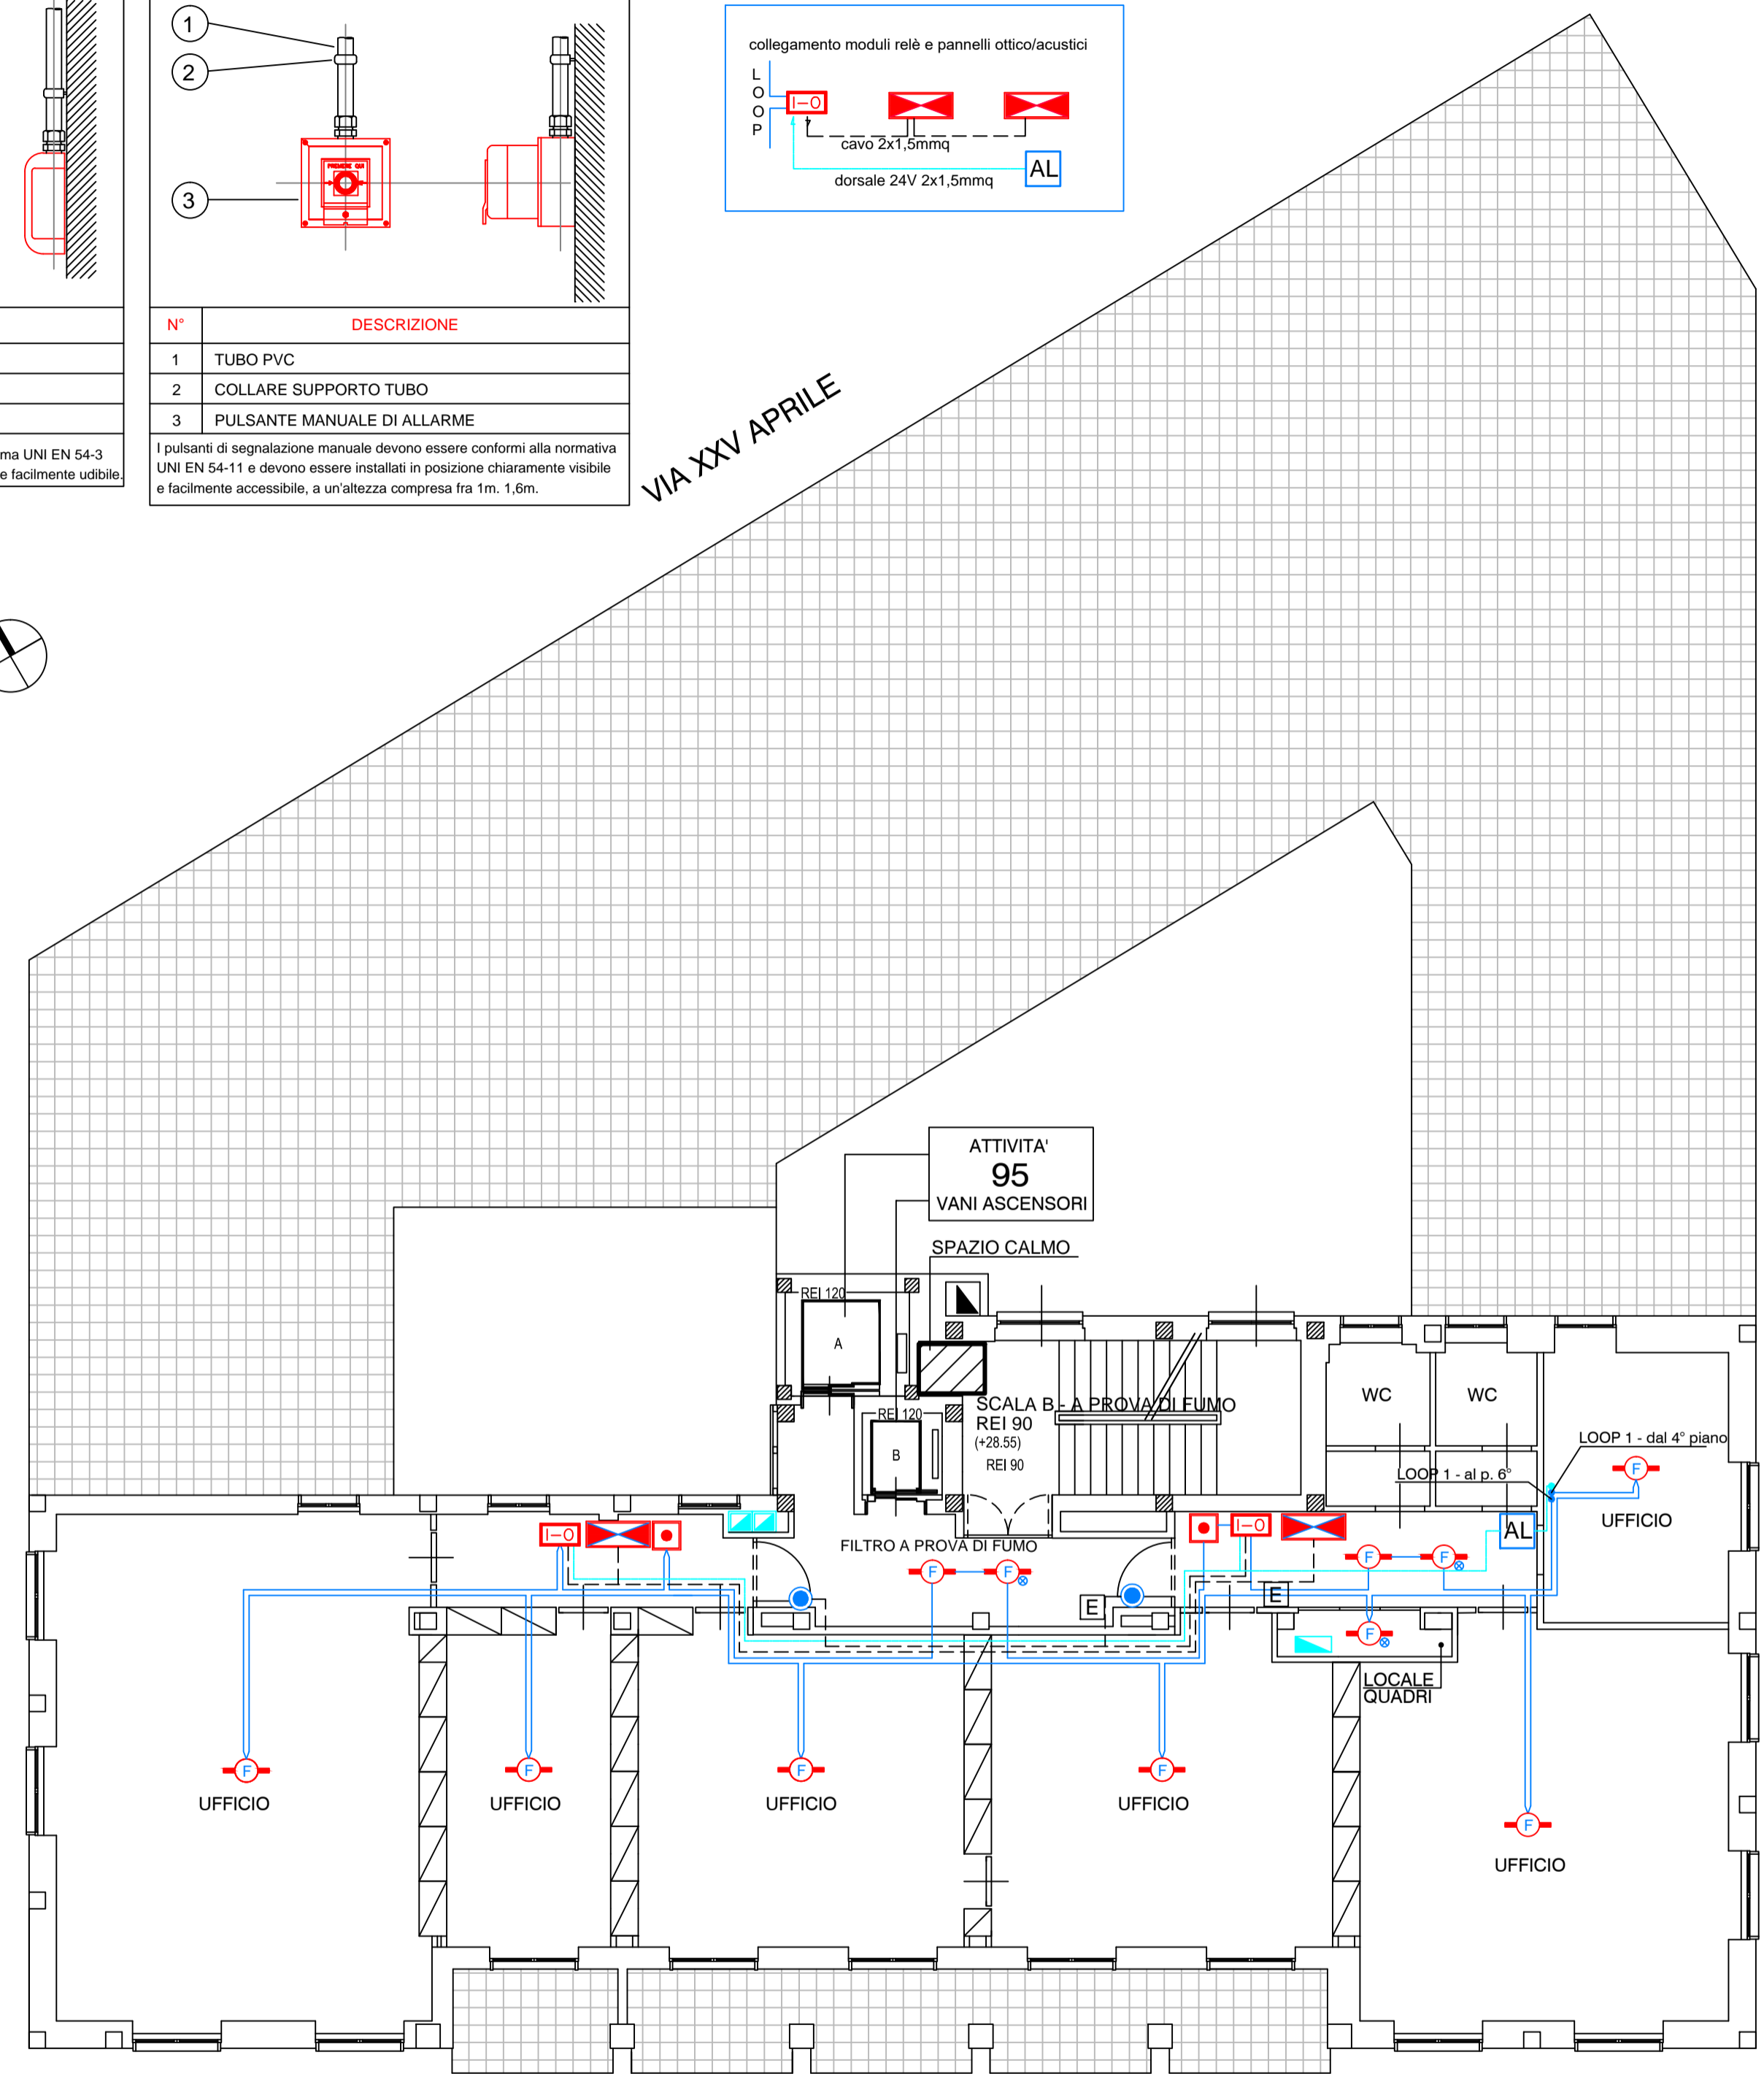 1
2
3
PREMERE QUI
N°
DESCRIZIONE
1
TUBO PVC
2
COLLARE SUPPORTO TUBO
3
PULSANTE MANUALE DI ALLARME
I pulsanti di segnalazione manuale devono essere conformi alla normativa
UNI EN 54-11 e devono essere installati in posizione chiaramente visibile
e facilmente accessibile, a un'altezza compresa fra 1m. 1,6m.
ma UNI EN 54-3
e facilmente udibile.
collegamento moduli relè e pannelli ottico/acustici
L
O
O
P
I-O
cavo 2x1,5mmq
dorsale 24V 2x1,5mmq
AL
VIA XXV APRILE
ATTIVITA'
95
VANI ASCENSORI
SPAZIO CALMO
REI 120
A
REI 120
B
SCALA B - A PROVA DI FUMO
REI 90
(+28.55)
REI 90
WC
WC
LOOP 1 - dal 4° piano
LOOP 1 - al p. 6°
F
UFFICIO
I-O
FILTRO A PROVA DI FUMO
I-O
AL
F
F
F
F
E
E
F
LOCALE
QUADRI
F
UFFICIO
F
UFFICIO
F
UFFICIO
F
UFFICIO
F
UFFICIO